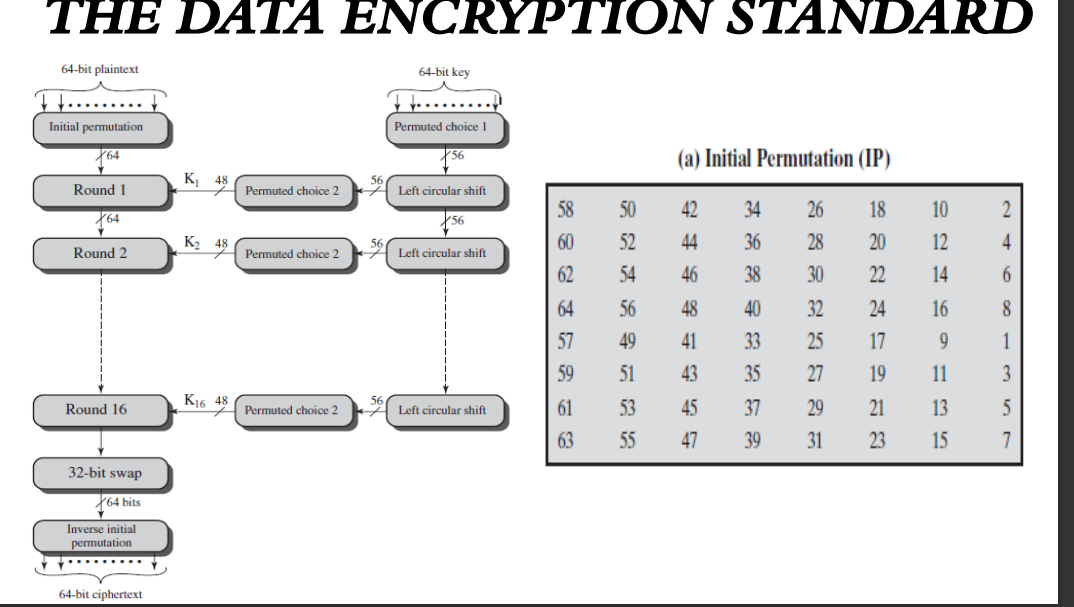 THE DATA ENCRYPTION STANDARD
64-bit plaintext
64-bit key
Initial permutation
Permuted choice 1
64
56
Round 1
K1 48
Permuted choice 2
56
Left circular shift
64
56
Round 2
K2 48
Permuted choice 2
56
Left circular shift
Round 16
K16 48
Permuted choice 2
56
Left circular shift
32-bit swap
64 bits
Inverse initial
permutation
64-bit ciphertext
(a) Initial Permutation (IP)
58 50 42 34 26 18 10 2
60 52 44 36 28 20 12 4
62 54 46 38 30 22 14 6
64 56 48 40 32 24 16 8
57 49 41 33 25 17 9 1
59 51 43 35 27 19 11 3
61 53 45 37 29 21 13 5
63 55 47 39 31 23 15 7